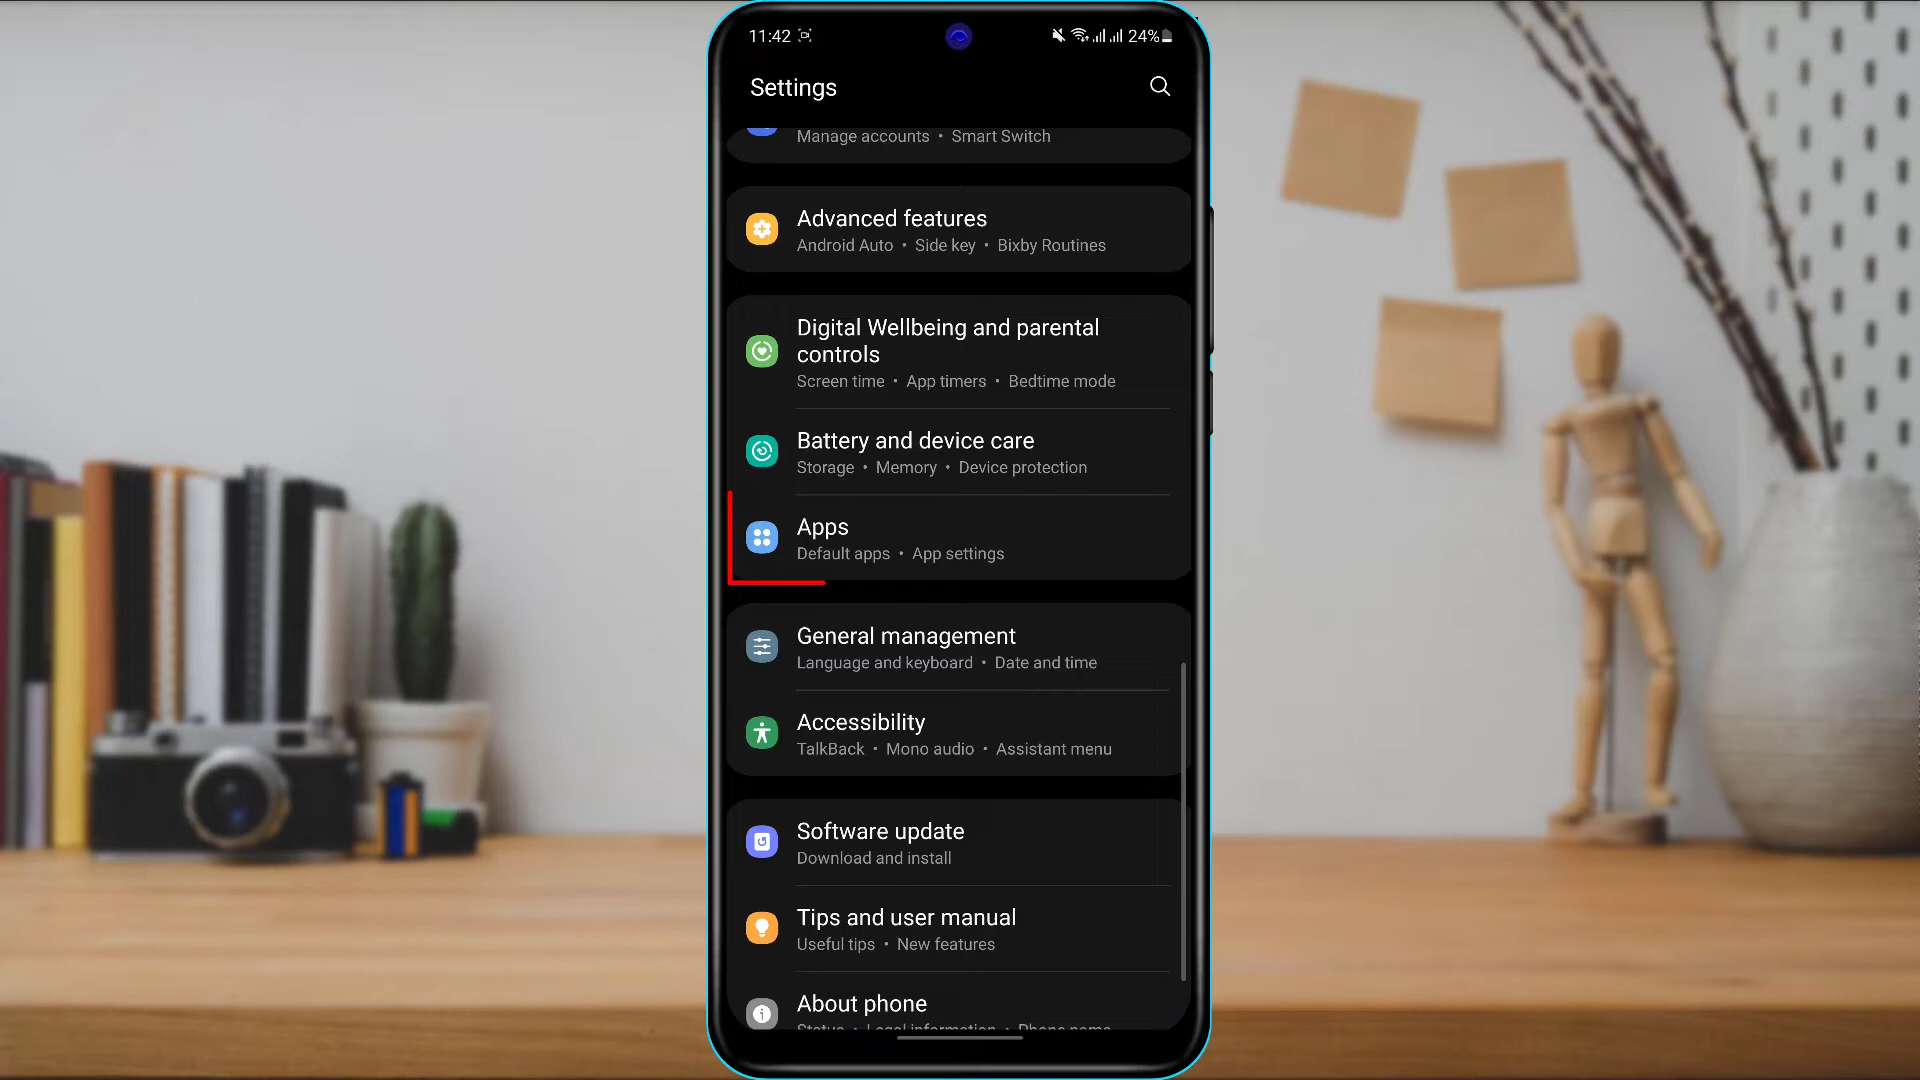 11:42 24%
Settings
Manage accounts • Smart Switch
Advanced features
Android Auto • Side key • Bixby Routines
Digital Wellbeing and parental
controls
Screen time • App timers • Bedtime mode
Battery and device care
Storage • Memory • Device protection
Apps
Default apps • App settings
General management
Language and keyboard • Date and time
Accessibility
TalkBack • Mono audio • Assistant menu
Software update
Download and install
Tips and user manual
Useful tips • New features
About phone
Status • Legal information • Phone name